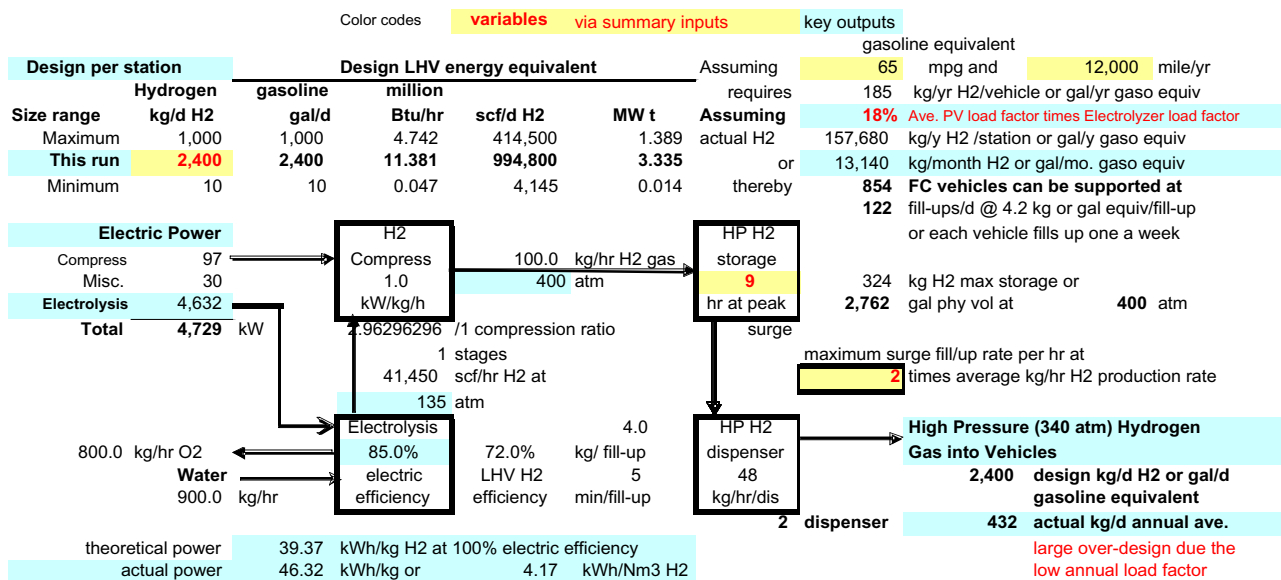 Color codes variables via summary inputs key outputs
gasoline equivalent
Design per station Design LHV energy equivalent Assuming 65 mpg and 12,000 mile/yr
Hydrogen gasoline million requires 185 kg/yr H2/vehicle or gal/yr gaso equiv
Size range kg/d H2 gal/d Btu/hr scf/d H2 MW t Assuming 18% Ave. PV load factor times Electrolyzer load factor
Maximum 1,000 1,000 4.742 414,500 1.389 actual H2 157,680 kg/y H2 /station or gal/y gaso equiv
This run 2,400 2,400 11.381 994,800 3.335 or 13,140 kg/month H2 or gal/mo. gaso equiv
Minimum 10 10 0.047 4,145 0.014 thereby 854 FC vehicles can be supported at
122 fill-ups/d @ 4.2 kg or gal equiv/fill-up
Electric Power H2 HP H2 or each vehicle fills up one a week
Compress 97 Compress 100.0 kg/hr H2 gas storage
Misc. 30 1.0 400 atm 9 324 kg H2 max storage or
Electrolysis 4,632 kW/kg/h hr at peak 2,762 gal phy vol at 400 atm
Total 4,729 kW 2.96296296 /1 compression ratio surge
1 stages maximum surge fill/up rate per hr at
41,450 scf/hr H2 at 2 times average kg/hr H2 production rate
135 atm
Electrolysis 4.0 HP H2 High Pressure (340 atm) Hydrogen
800.0 kg/hr O2 85.0% 72.0% kg/ fill-up dispenser Gas into Vehicles
Water electric LHV H2 5 48 2,400 design kg/d H2 or gal/d
900.0 kg/hr efficiency efficiency min/fill-up kg/hr/dis gasoline equivalent
2 dispenser 432 actual kg/d annual ave.
theoretical power 39.37 kWh/kg H2 at 100% electric efficiency large over-design due the
actual power 46.32 kWh/kg or 4.17 kWh/Nm3 H2 low annual load factor